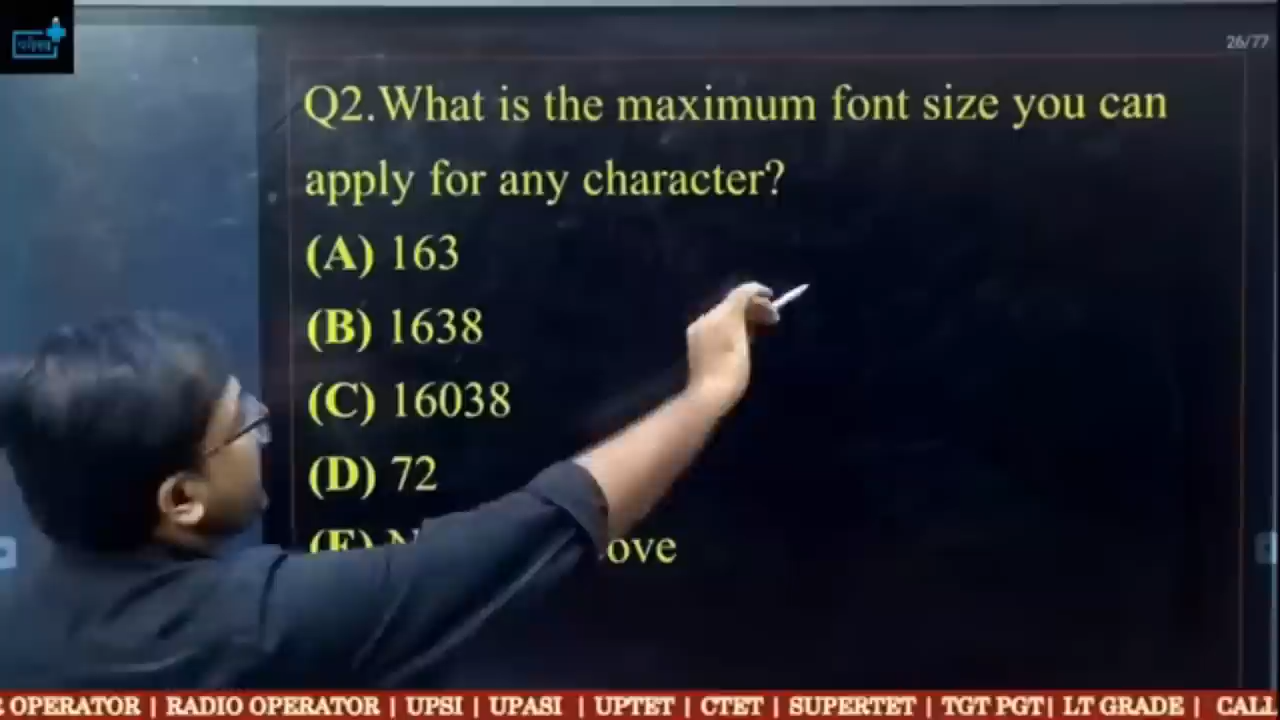 26/77
Q2.What is the maximum font size you can
apply for any character?
(A) 163
(B) 1638
(C) 16038
(D) 72
(E) N ove
OPERATOR | RADIO OPERATOR | UPSI | UPASI | UPTET | CTET | SUPERTET | TGT PGT| LT GRADE | CALL